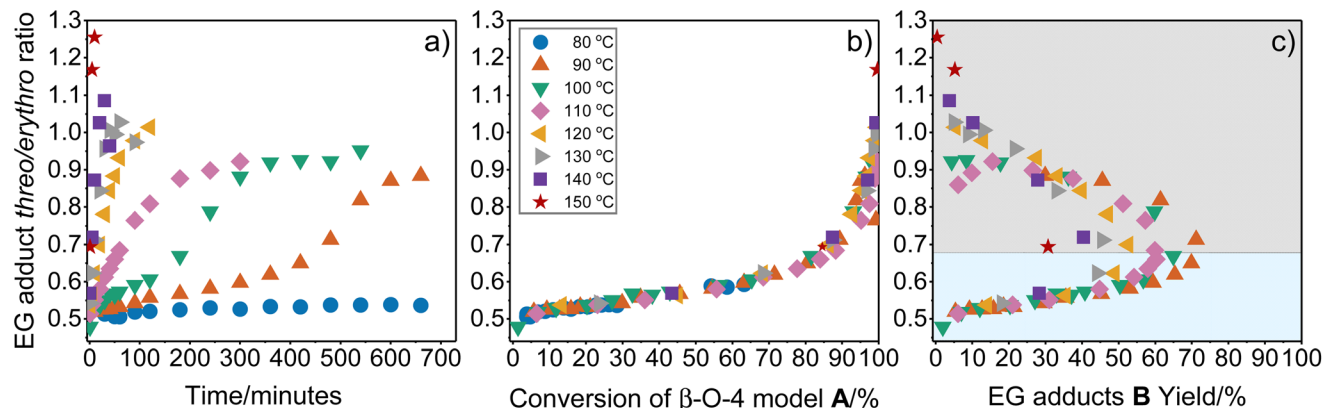 EG adduct threo/erythro ratio
1.3
1.2
1.1
1.0
0.9
0.8
0.7
0.6
0.5
a)
0 100 200 300 400 500 600 700
Time/minutes
1.3
1.2
1.1
1.0
0.9
0.8
0.7
0.6
0.5
b)
80 ºC
90 ºC
100 ºC
110 ºC
120 ºC
130 ºC
140 ºC
150 ºC
0 10 20 30 40 50 60 70 80 90 100
Conversion of β-O-4 model A/%
1.3
1.2
1.1
1.0
0.9
0.8
0.7
0.6
0.5
c)
0 10 20 30 40 50 60 70 80 90 100
EG adducts B Yield/%